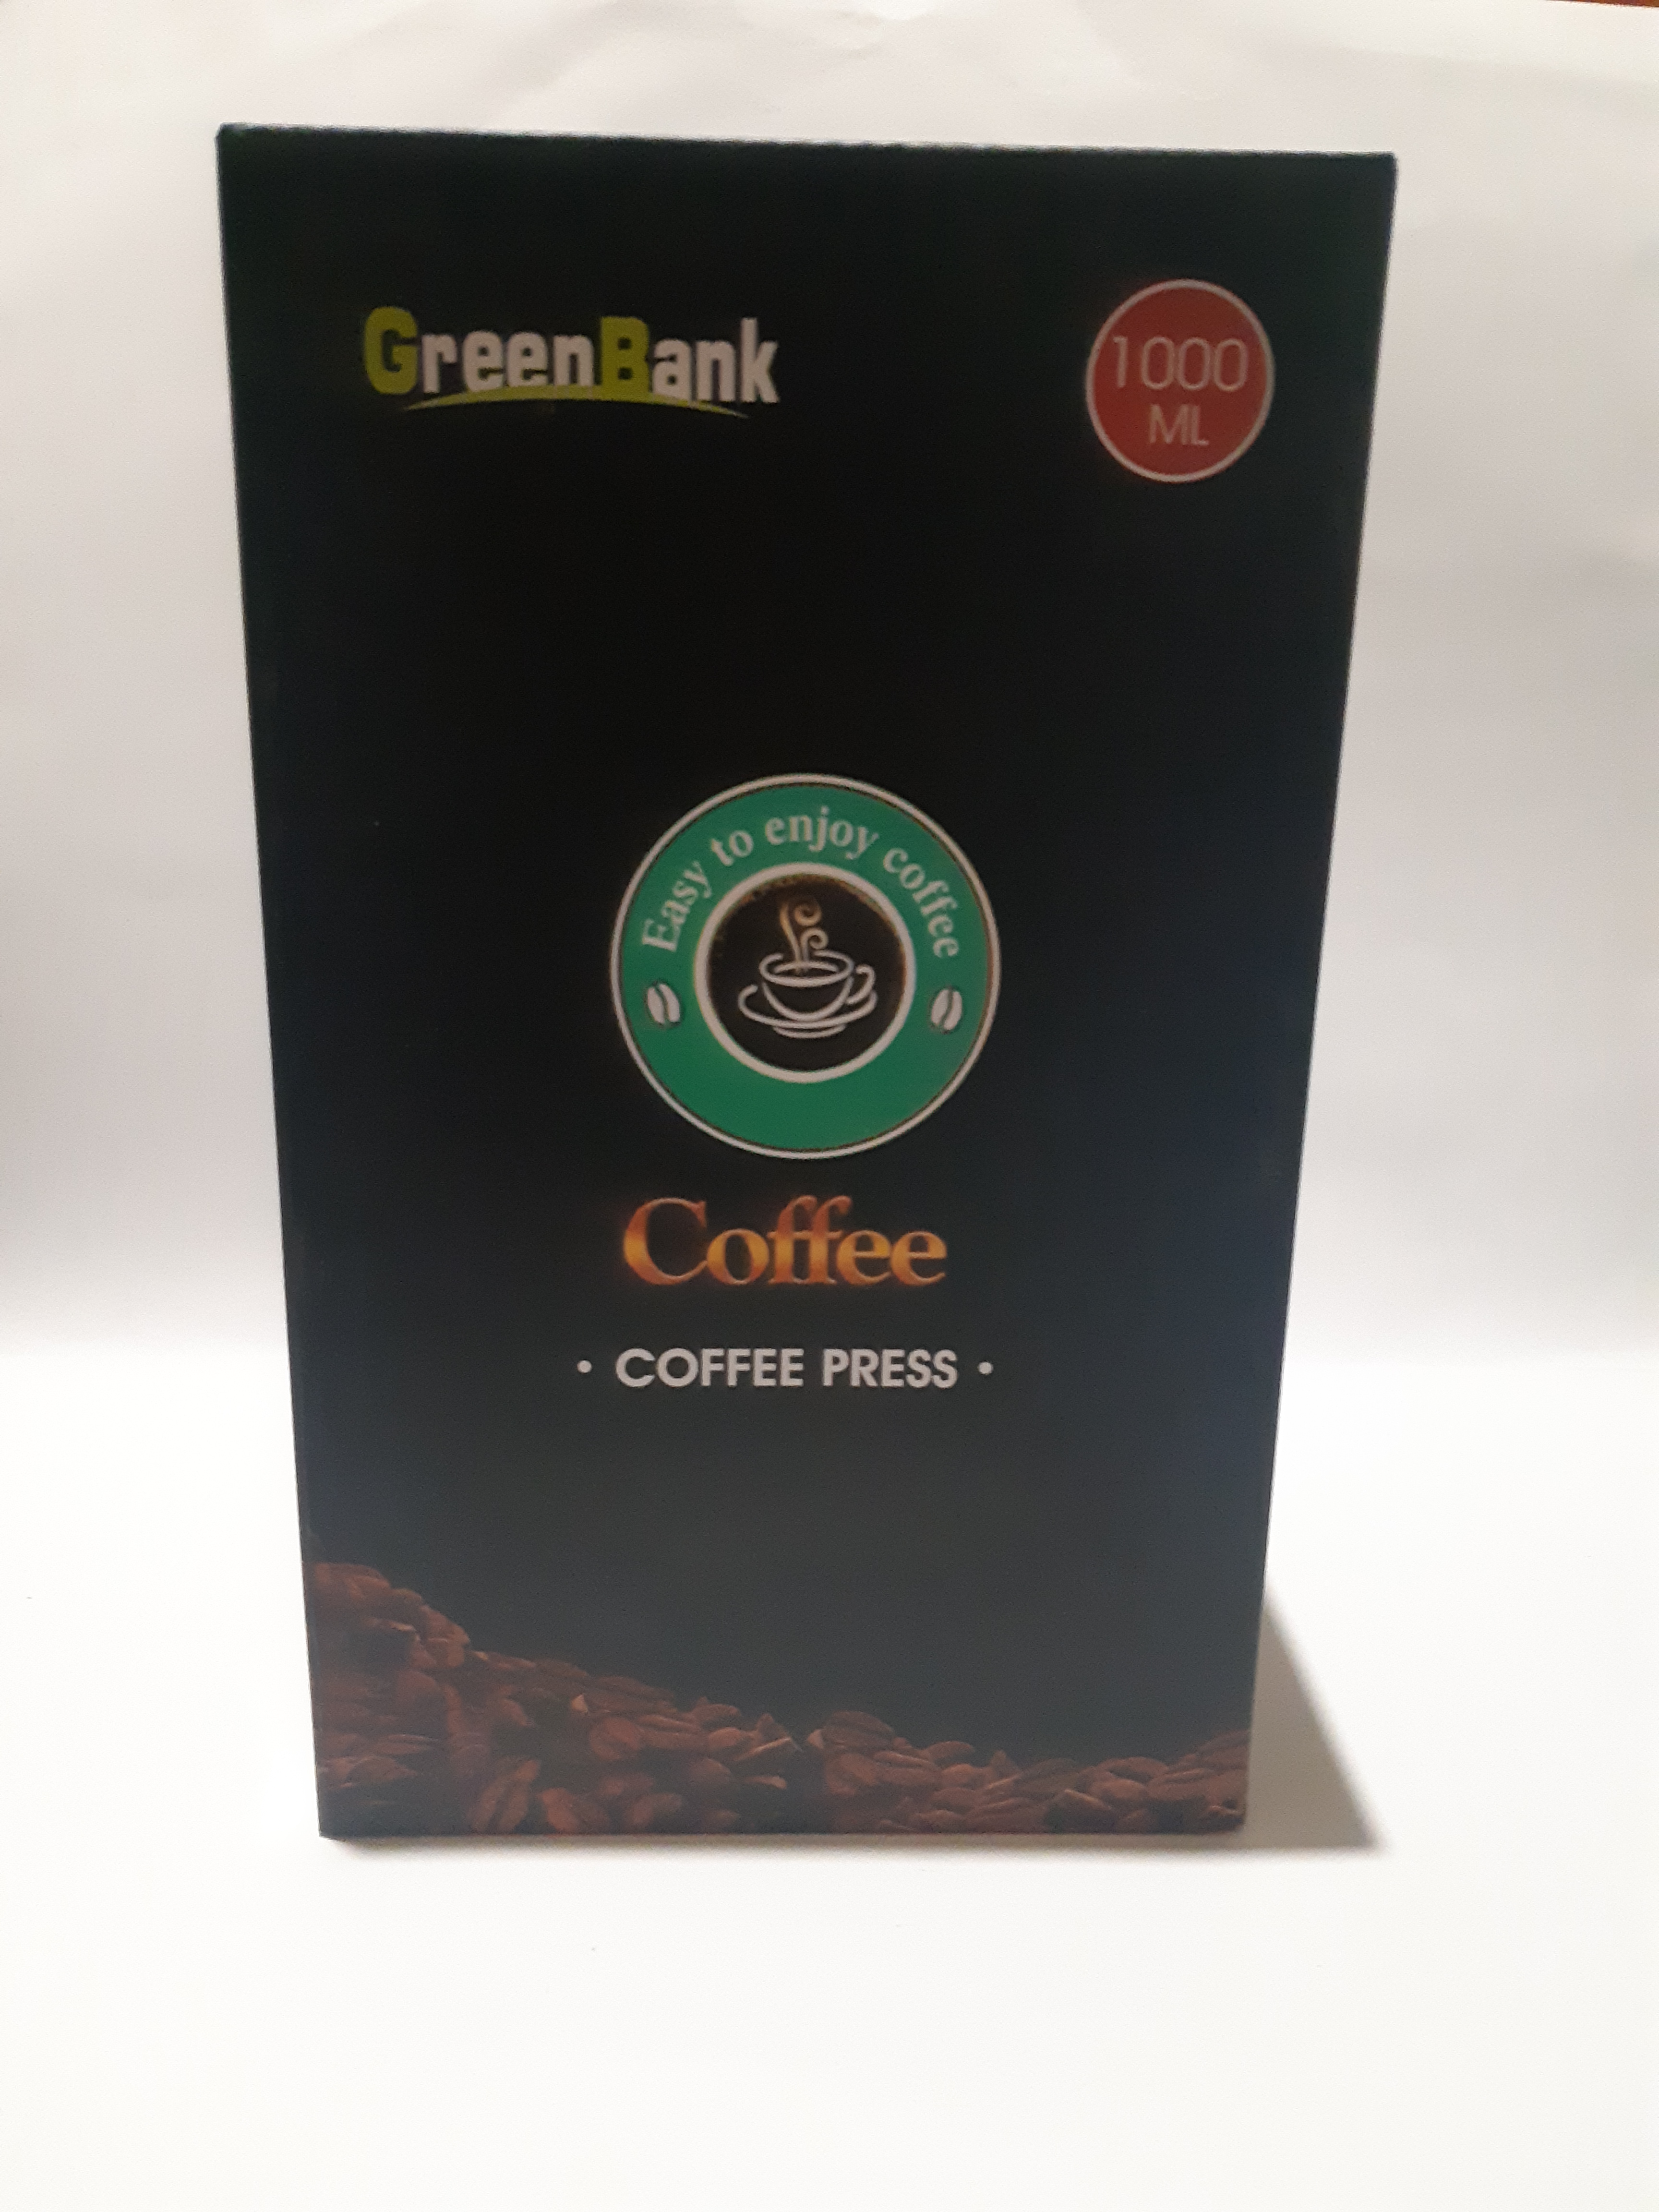 GreenBank
1000
ML
Easy to enjoy coffee
Coffee
• COFFEE PRESS •